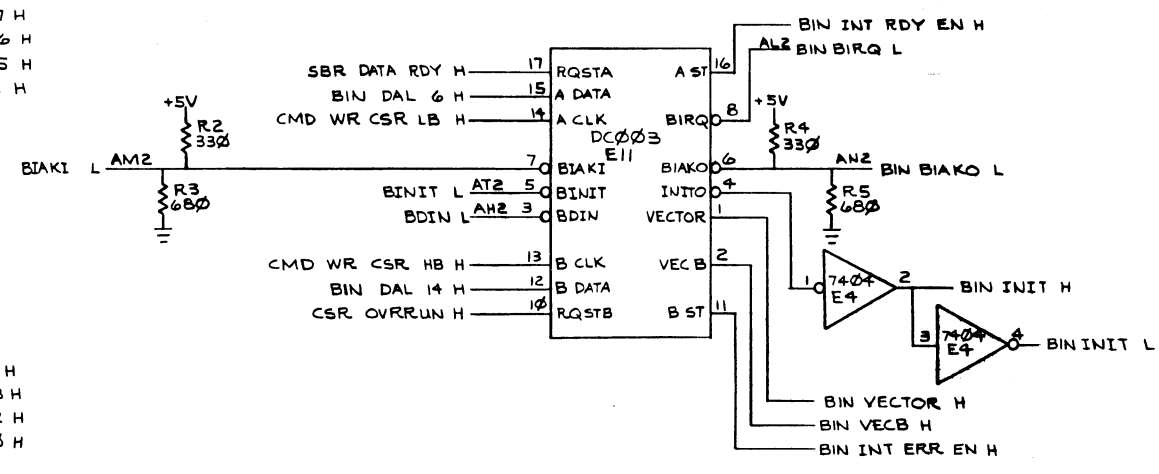 7 H
6 H
5 H
H
BIN INT RDY EN H
AL2 BIN BIRQ L
SBR DATA RDY H 17 RQSTA A ST 16
BIN DAL 6 H 15 A DATA
CMD WR CSR LB H 14 A CLK BIRQ 8
DC003
E11
+5V
R2
330
+5V
R4
330
BIAKI L AM2 7 BIAKI BIAKO 6 AN2 BIN BIAKO L
R3
680
BINIT L AT2 5 BINIT INITO 4
BDIN L AH2 3 BDIN VECTOR 1
R5
680
CMD WR CSR HB H 13 B CLK VEC B 2
BIN DAL 14 H 12 B DATA
CSR OVRRUN H 10 RQSTB B ST 11
1 7404 2 BIN INIT H
E4
3 7404 4 BIN INIT L
E4
H
H
H
H
BIN VECTOR H
BIN VECB H
BIN INT ERR EN H